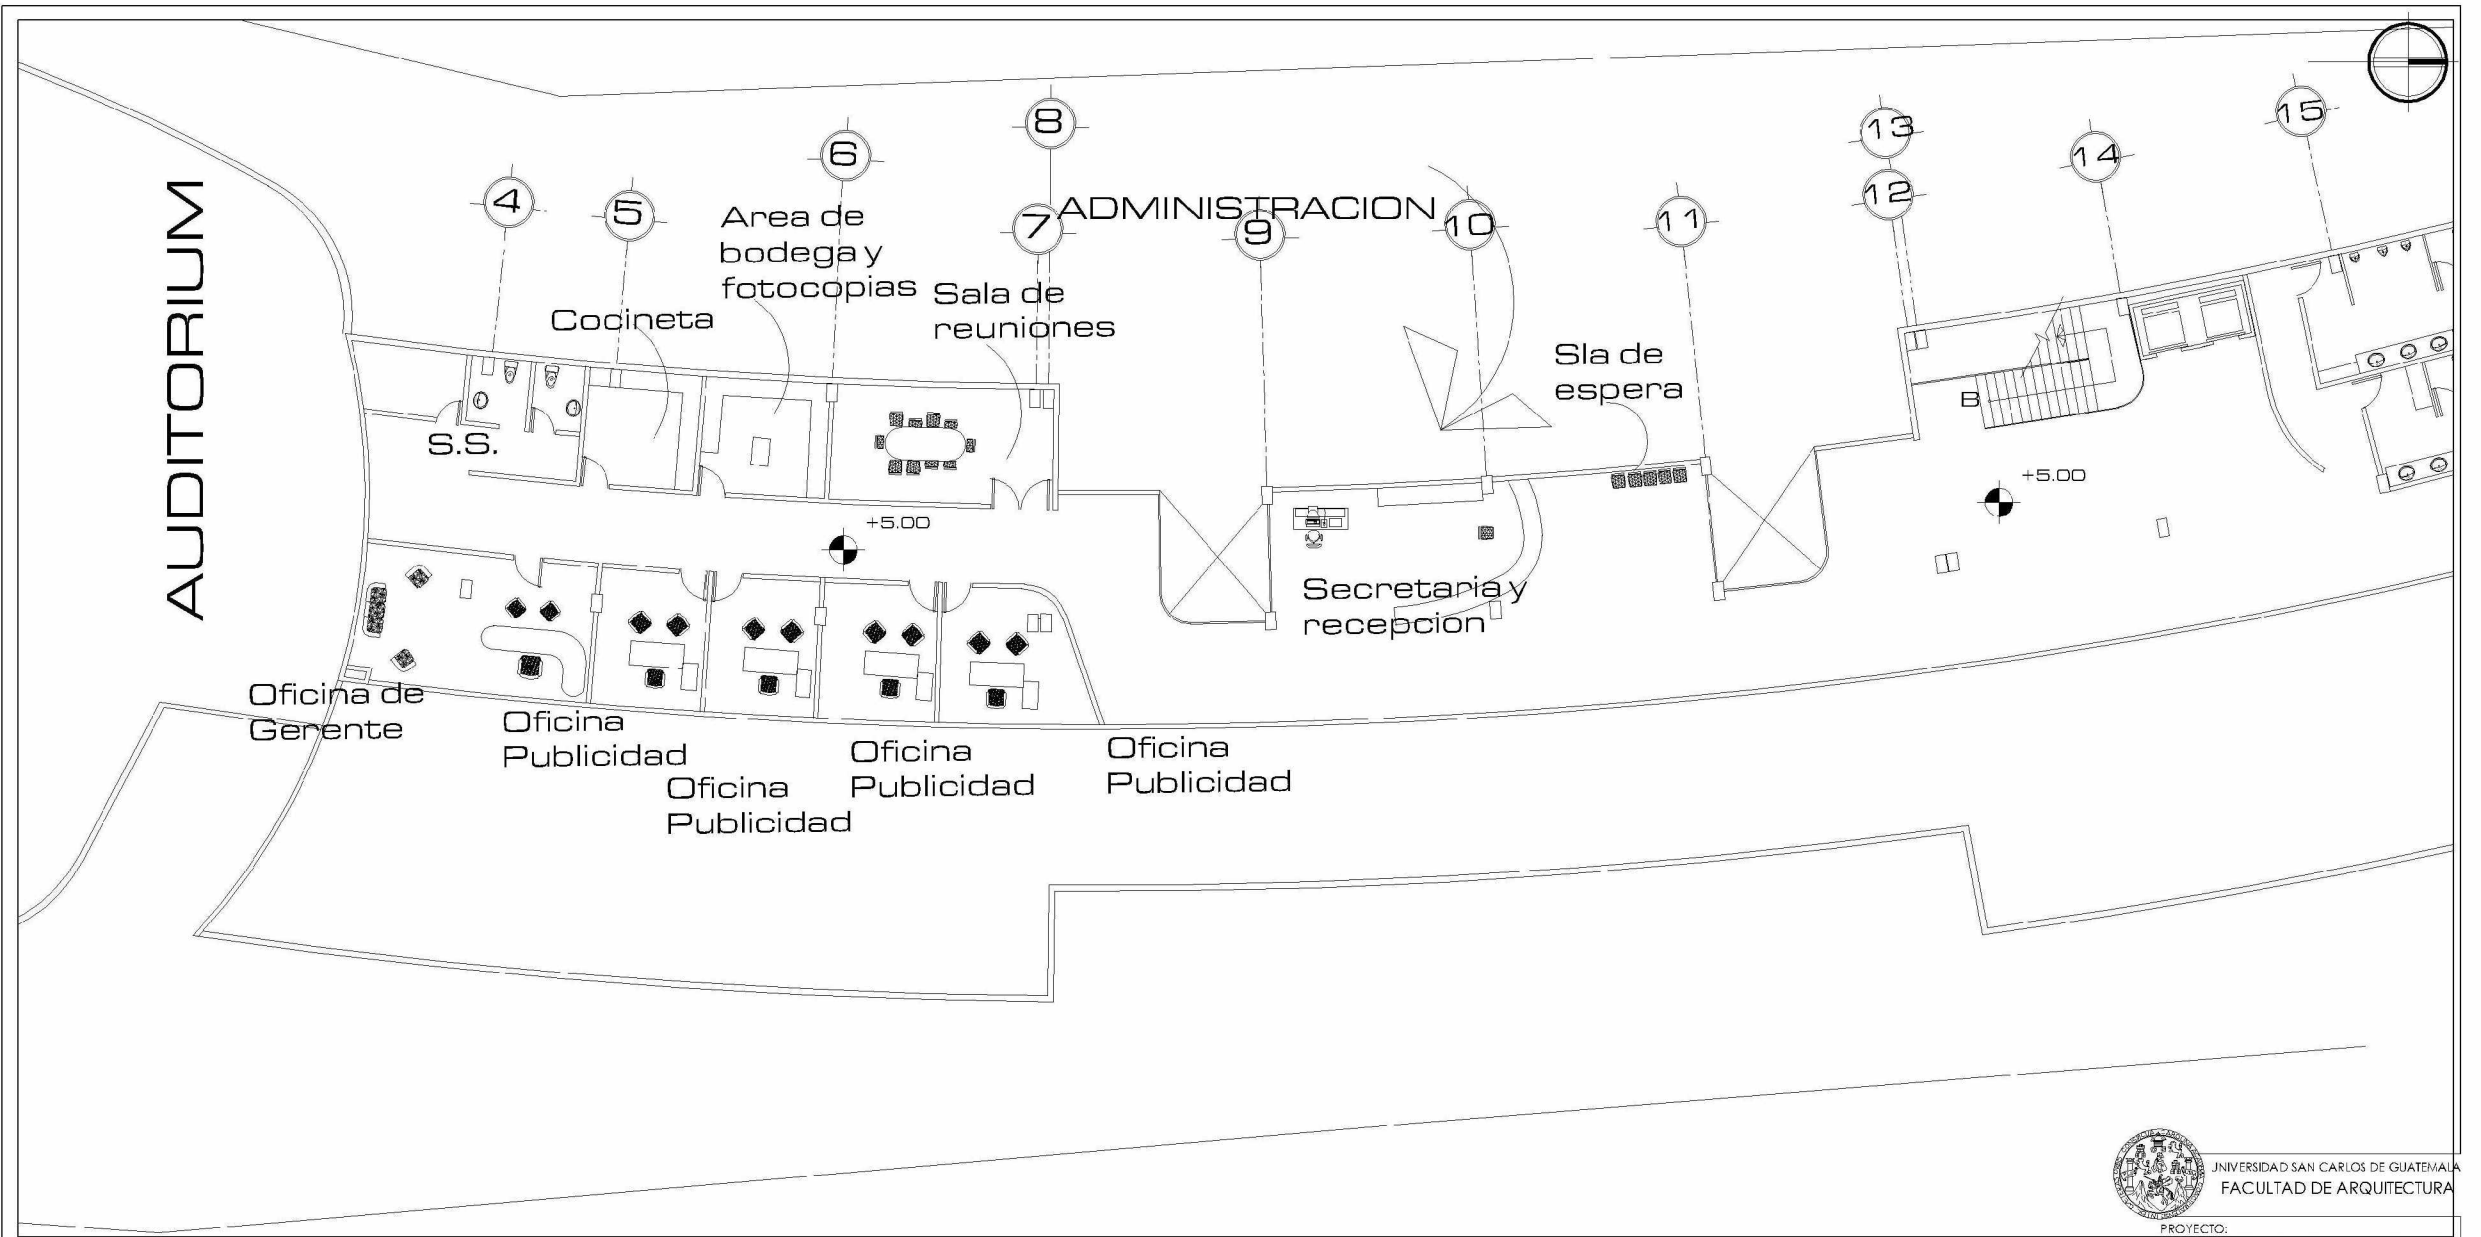 AUDITORIUM
4
5
6
8
7
ADMINISTRACION
9
10
11
13
12
14
15
Area de
bodega y
fotocopias
Cocineta
Sala de
reuniones
Sla de
espera
S.S.
B
+5.00
+5.00
Secretaria y
recepcion
Oficina de
Gerente
Oficina
Publicidad
Oficina
Publicidad
Oficina
Publicidad
Oficina
Publicidad
UNIVERSIDAD SAN CARLOS DE GUATEMALA
FACULTAD DE ARQUITECTURA
PROYECTO: